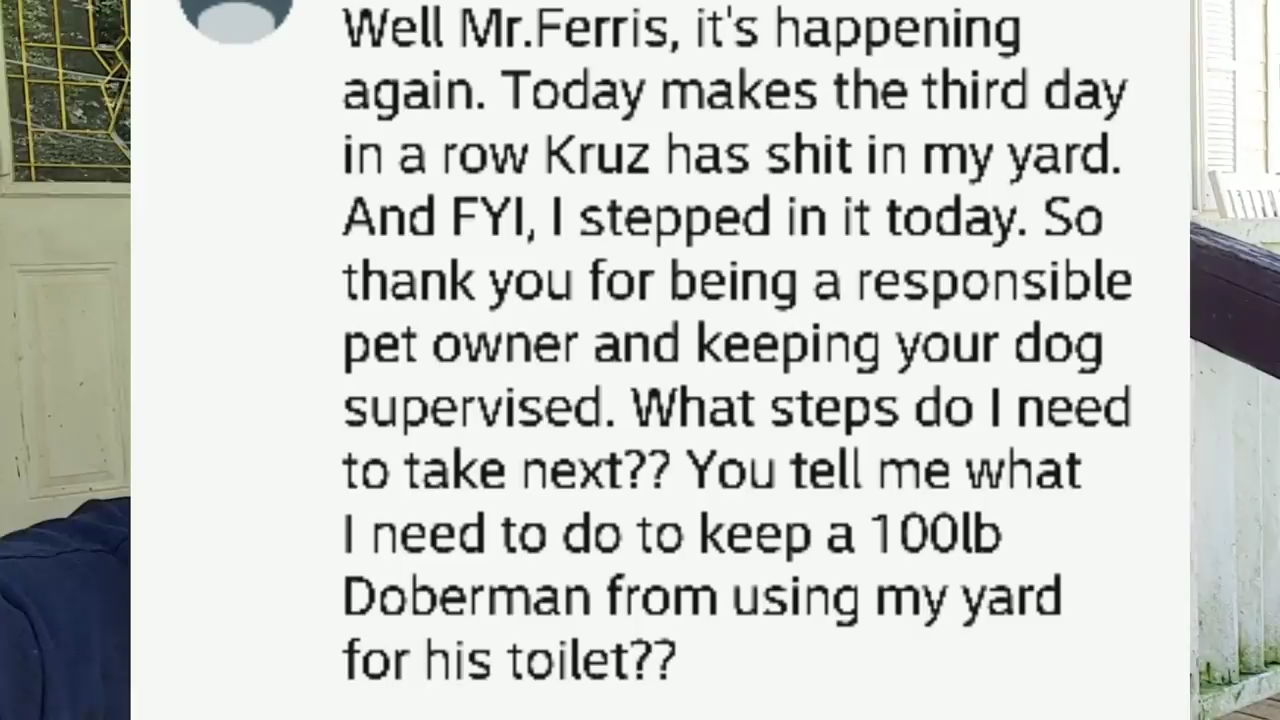 Well Mr.Ferris, it's happening
again. Today makes the third day
in a row Kruz has shit in my yard.
And FYI, I stepped in it today. So
thank you for being a responsible
pet owner and keeping your dog
supervised. What steps do I need
to take next?? You tell me what
I need to do to keep a 100lb
Doberman from using my yard
for his toilet??